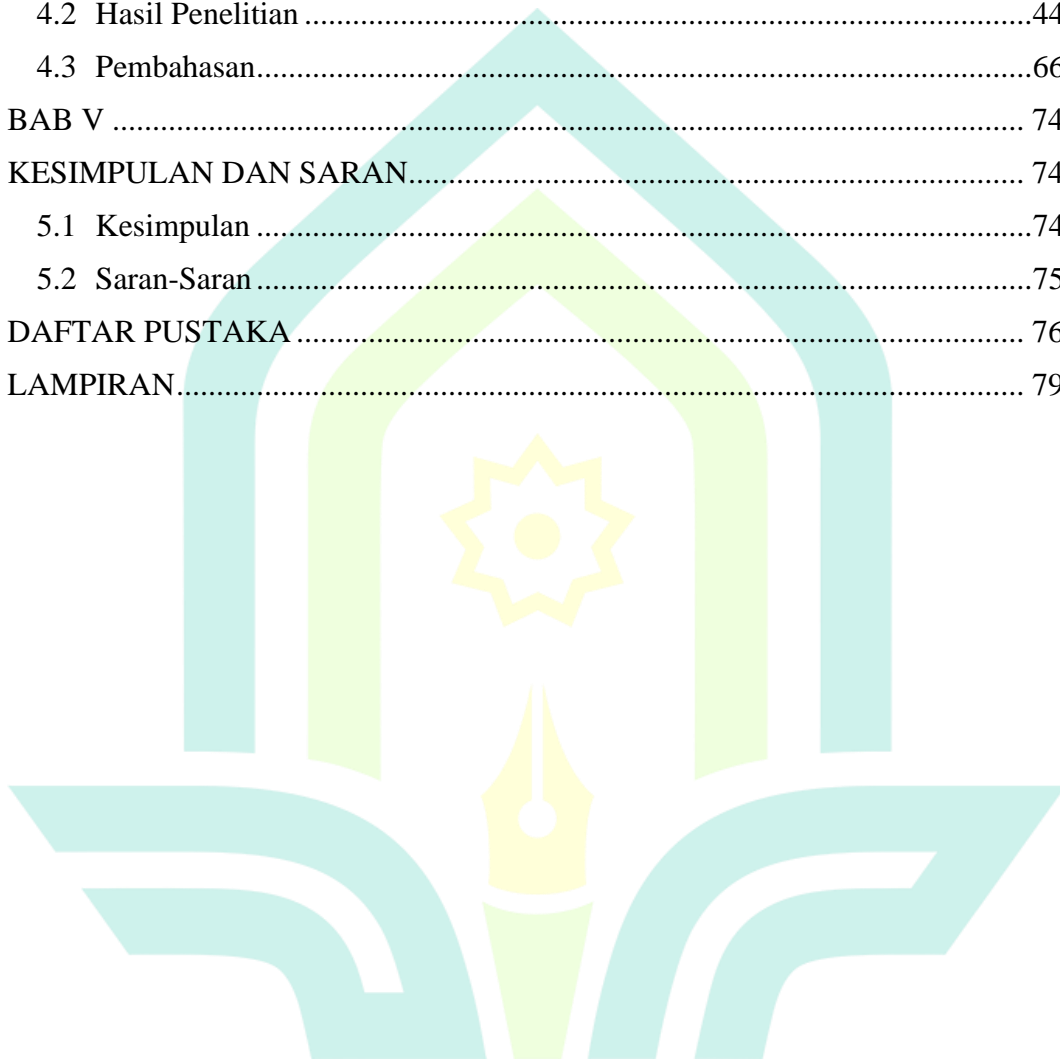 4.2 Hasil Penelitian ........................................................................................................44
4.3 Pembahasan..............................................................................................................66
BAB V ............................................................................................................................ 74
KESIMPULAN DAN SARAN..................................................................................... 74
5.1 Kesimpulan ..............................................................................................................74
5.2 Saran-Saran ..............................................................................................................75
DAFTAR PUSTAKA ................................................................................................... 76
LAMPIRAN.................................................................................................................... 79